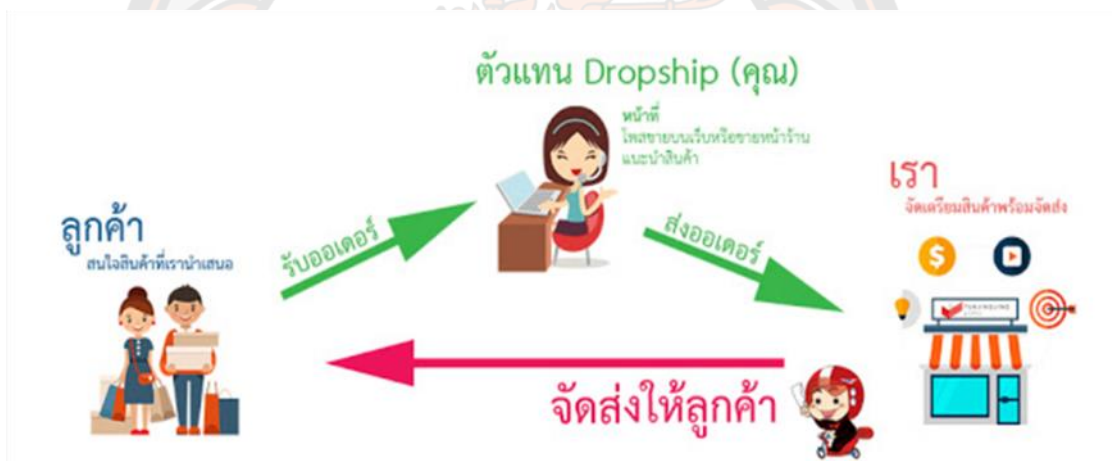 ตัวแทน Dropship (คุณ)
หน้าที่
โพสขายบนเว็บหรือขายหน้าร้าน
แนะนำสินค้า
เรา
จัดเตรียมสินค้าพร้อมจัดส่ง
ลูกค้า
สนใจสินค้าที่เรานำเสนอ
รับออเดอร์
ส่งออเดอร์
จัดส่งให้ลูกค้า